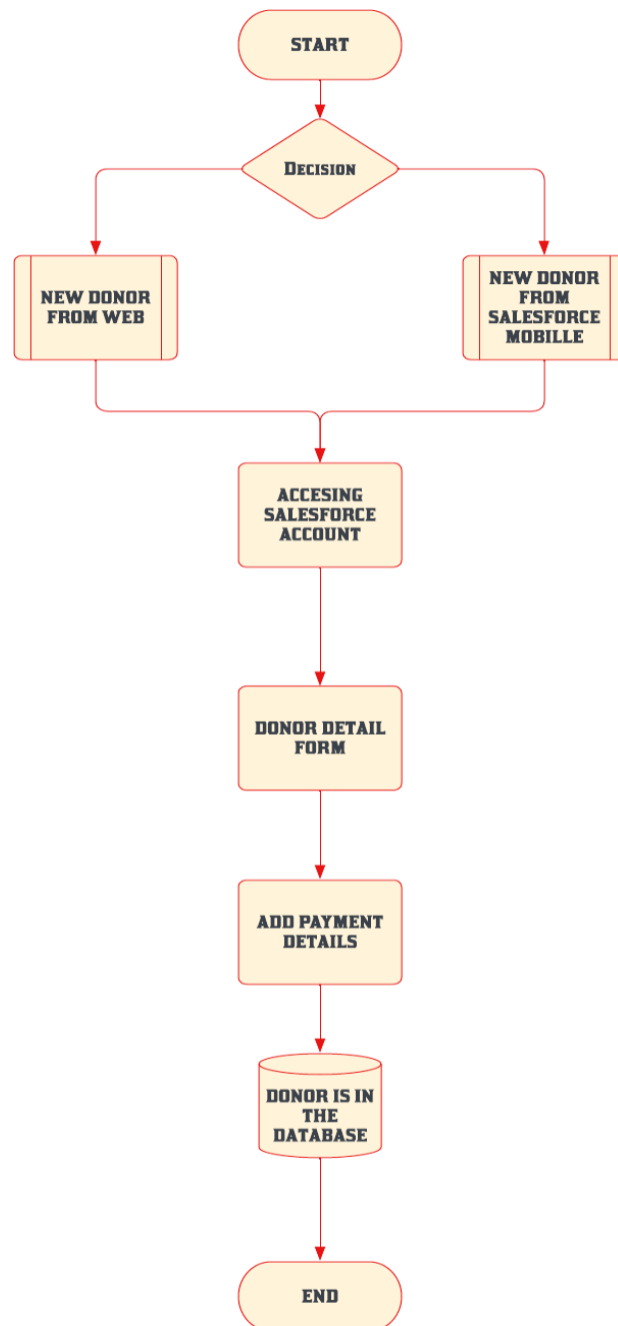 START
Decision
NEW DONOR
FROM WEB
NEW DONOR
FROM
SALESFORCE
MOBILLE
ACCESING
SALESFORCE
ACCOUNT
DONOR DETAIL
FORM
ADD PAYMENT
DETAILS
DONOR IS IN
THE
DATABASE
END